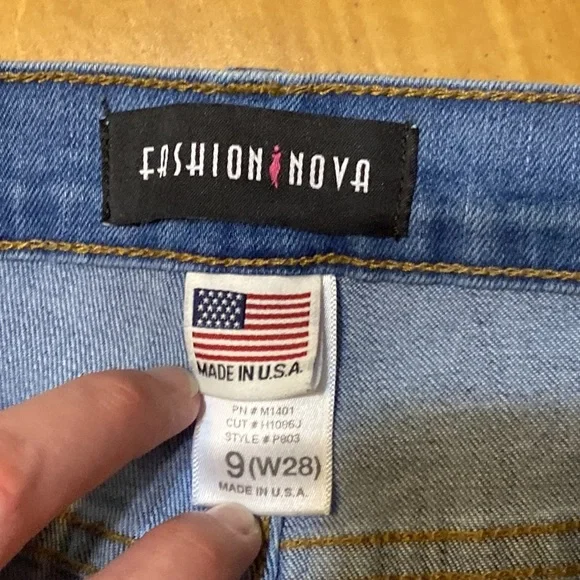 FASHION NOVA
MADE IN U.S.A.
PN # M1401
CUT # H1096J
STYLE # P803
9 (W28)
MADE IN U.S.A.